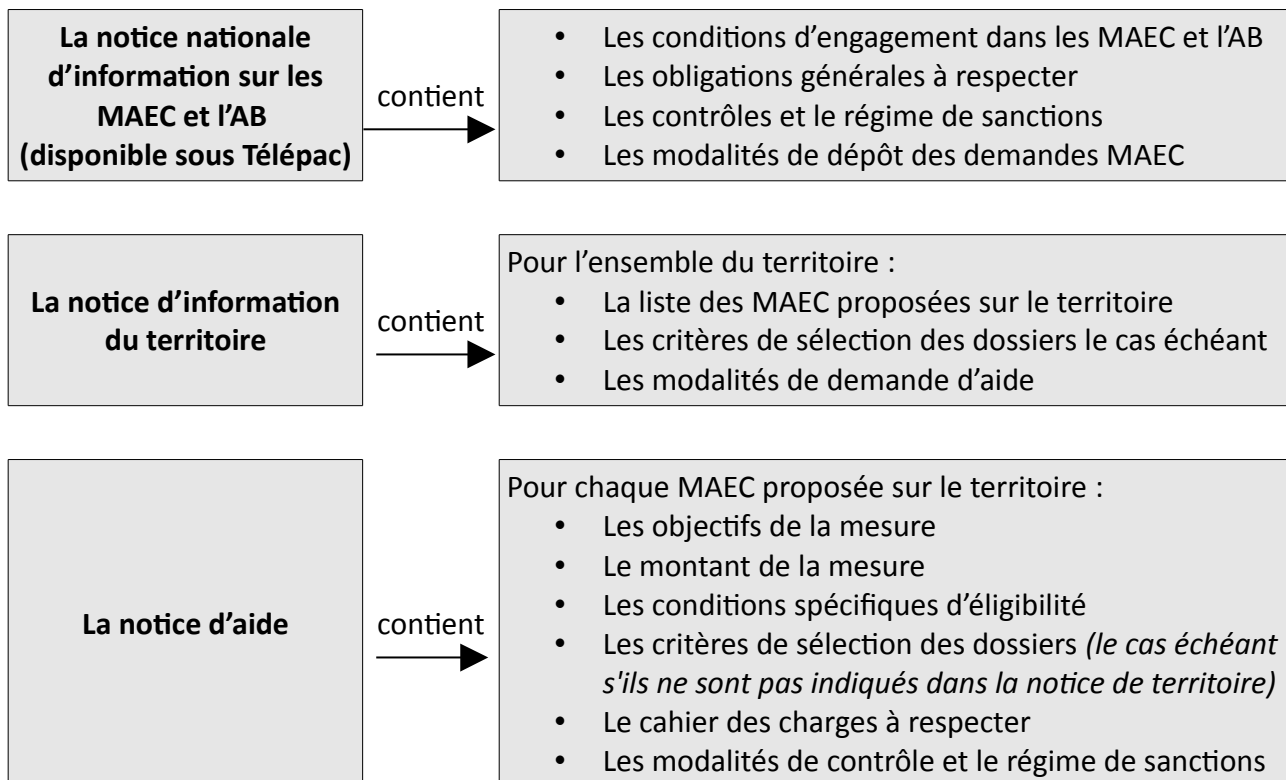 La notice nationale
d’information sur les
MAEC et l’AB
(disponible sous Télépac)
contient
• Les conditions d’engagement dans les MAEC et l’AB
• Les obligations générales à respecter
• Les contrôles et le régime de sanctions
• Les modalités de dépôt des demandes MAEC
La notice d’information
du territoire
contient
Pour l’ensemble du territoire :
• La liste des MAEC proposées sur le territoire
• Les critères de sélection des dossiers le cas échéant
• Les modalités de demande d’aide
La notice d’aide
contient
Pour chaque MAEC proposée sur le territoire :
• Les objectifs de la mesure
• Le montant de la mesure
• Les conditions spécifiques d’éligibilité
• Les critères de sélection des dossiers (le cas échéant
s'ils ne sont pas indiqués dans la notice de territoire)
• Le cahier des charges à respecter
• Les modalités de contrôle et le régime de sanctions